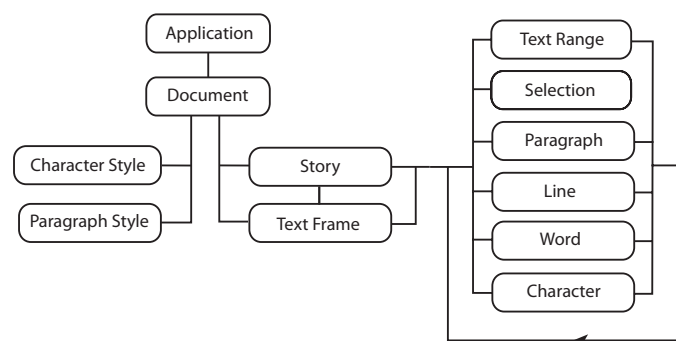 Application
Document
Character Style
Paragraph Style
Story
Text Frame
Text Range
Selection
Paragraph
Line
Word
Character